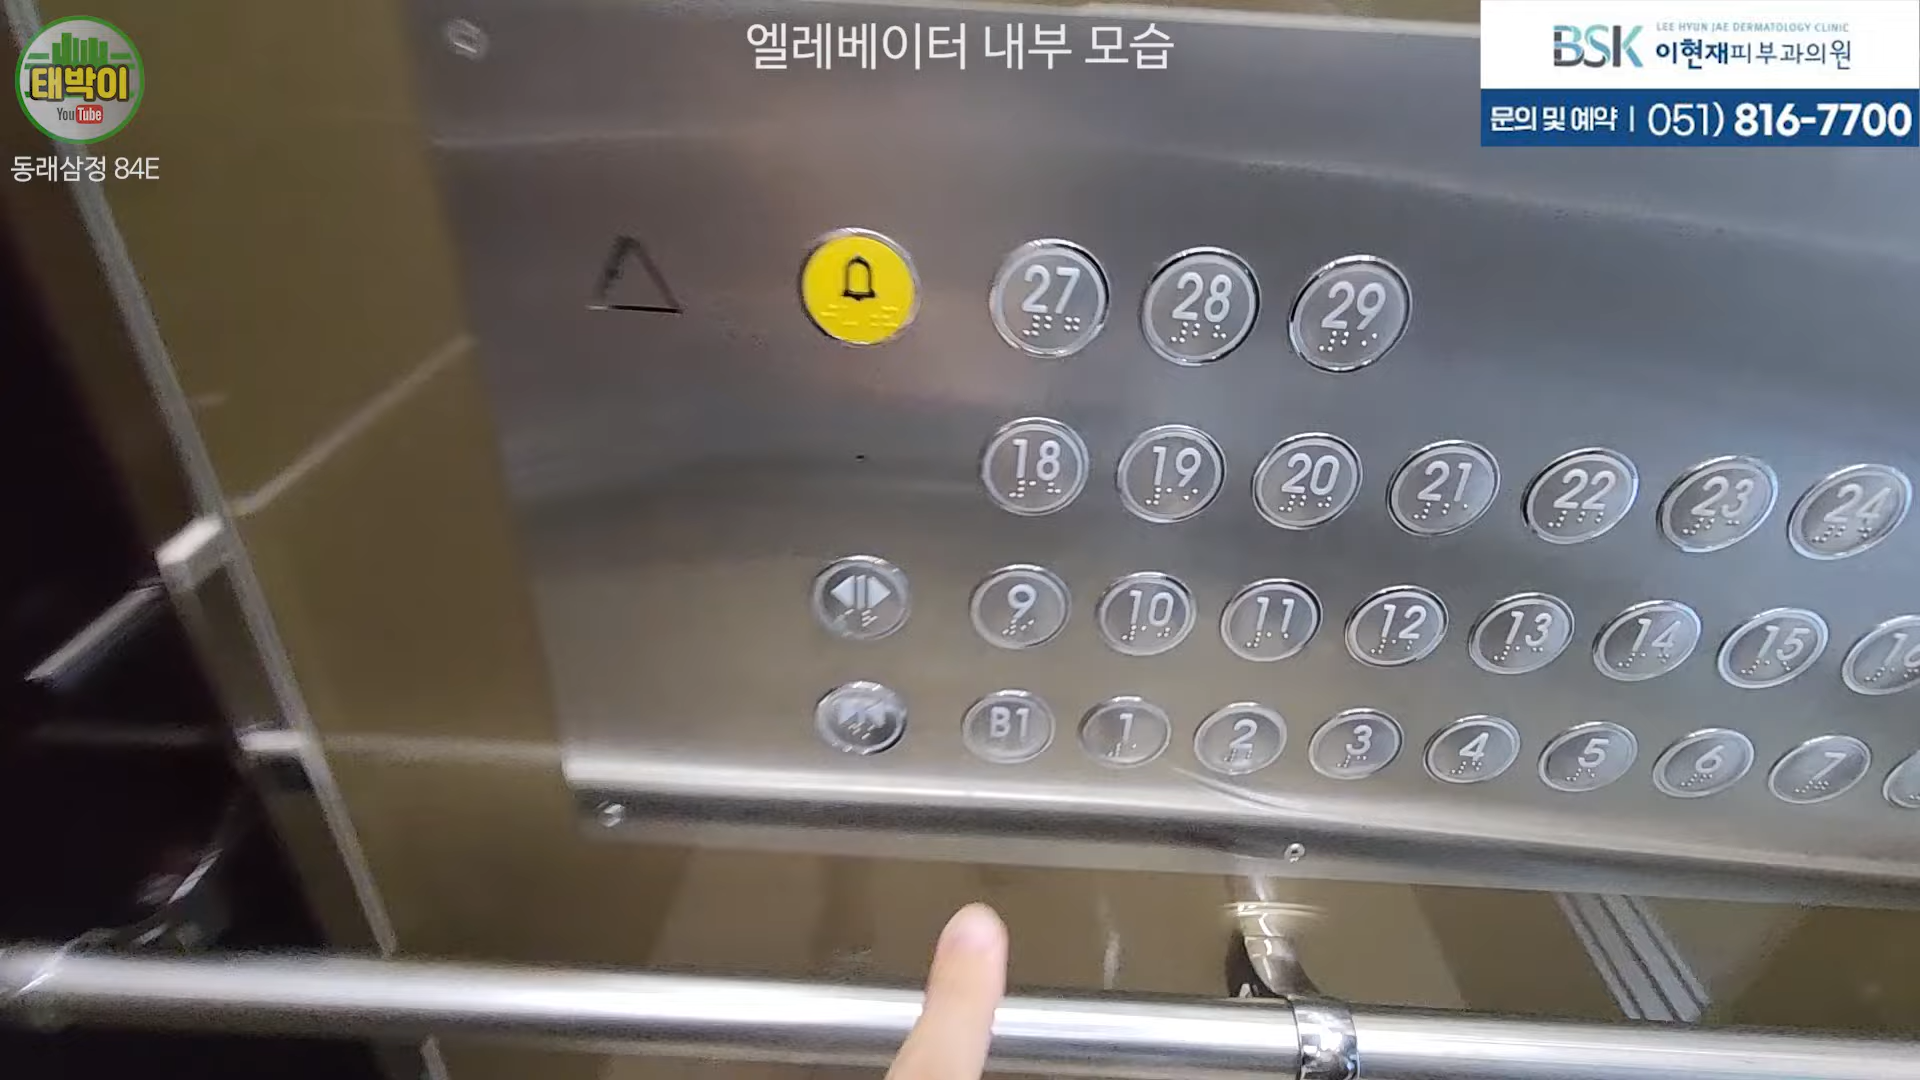 엘레베이터 내부 모습
태박이
YouTube
동래삼정 84E
BSK LEE HYUN JAE DERMATOLOGY CLINIC
이현재피부과의원
문의 및 예약 | 051) 816-7700
27 28 29
18 19 20 21 22 23 24
9 10 11 12 13 14 15 16
B1 1 2 3 4 5 6 7